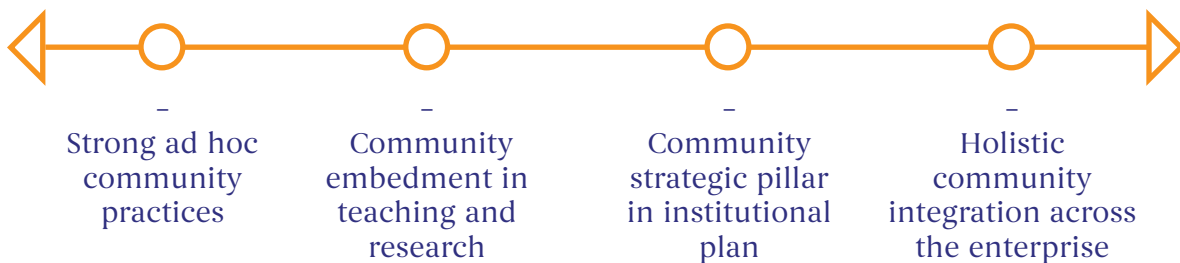 –
Strong ad hoc
community
practices
–
Community
embedment in
teaching and
research
–
Community
strategic pillar
in institutional
plan
–
Holistic
community
integration across
the enterprise